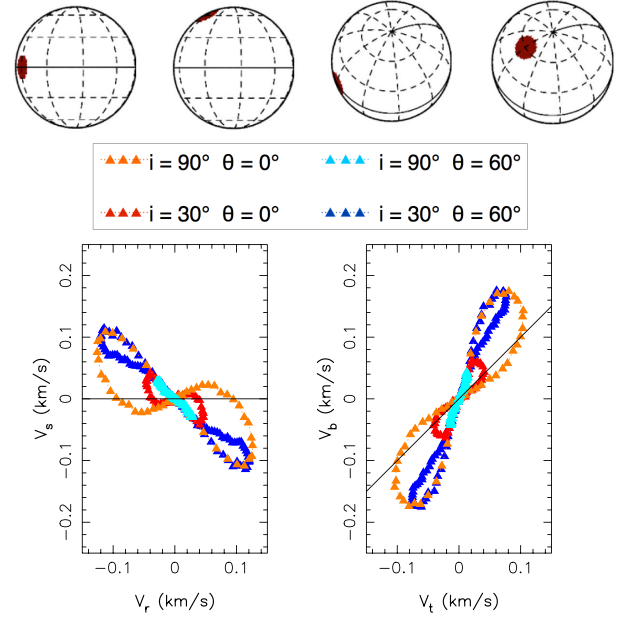 i = 90° θ = 0°
i = 90° θ = 60°
i = 30° θ = 0°
i = 30° θ = 60°
V_s (km/s)
0.2
0.1
0
−0.1
−0.2
−0.1 0 0.1
V_r (km/s)
V_b (km/s)
0.2
0.1
0
−0.1
−0.2
−0.1 0 0.1
V_t (km/s)